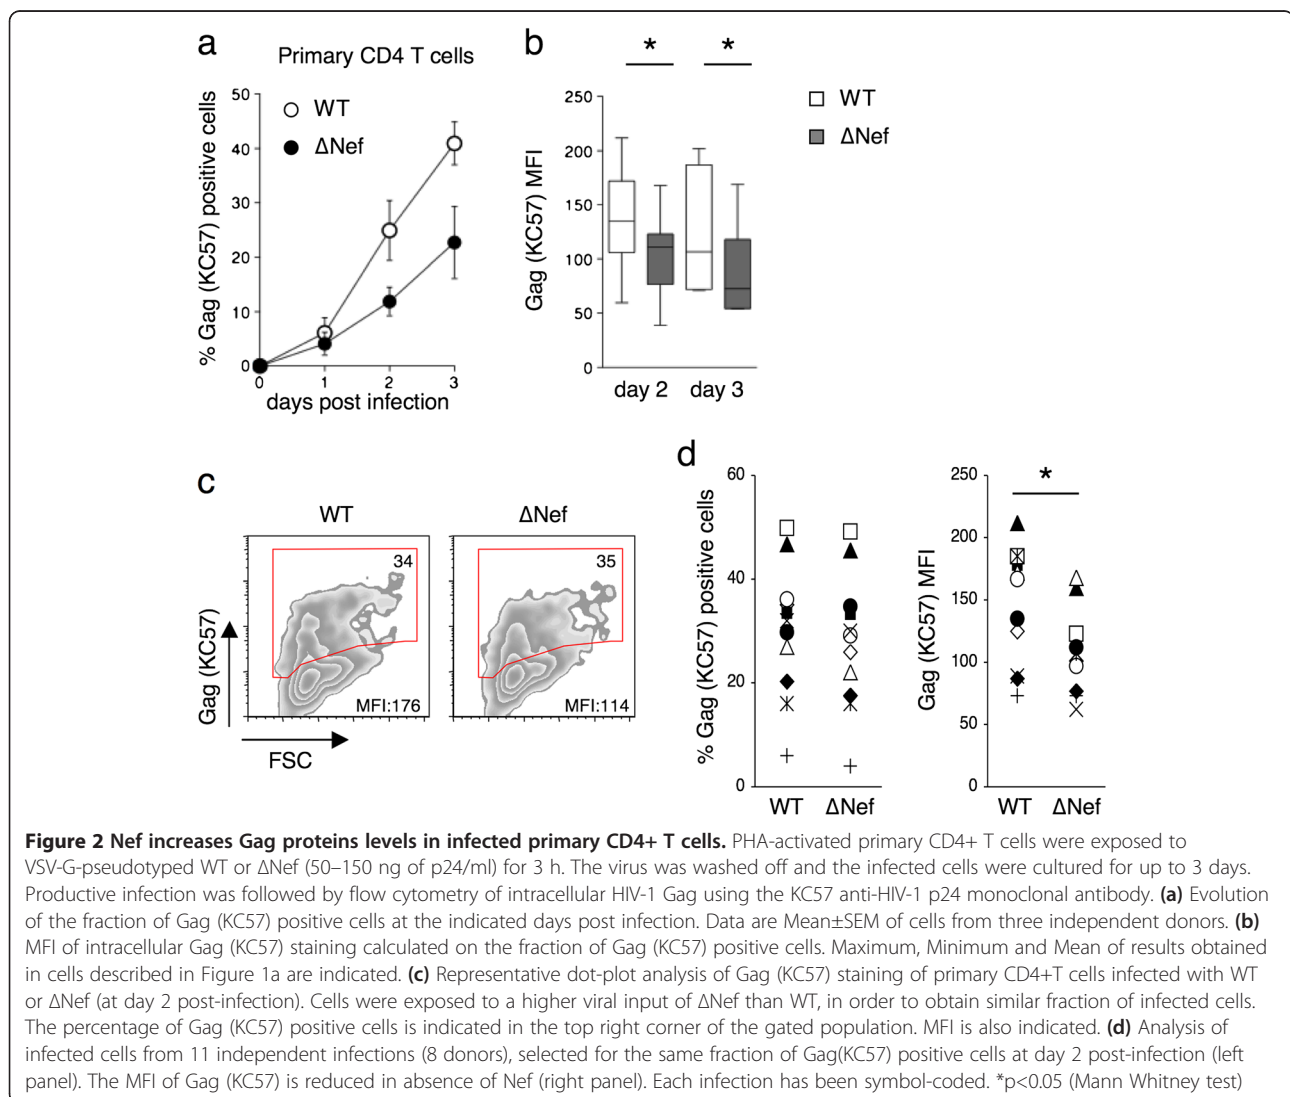 a
Primary CD4 T cells
% Gag (KC57) positive cells
50
40
30
20
10
0
WT
ΔNef
0 1 2 3
days post infection
b
* *
Gag (KC57) MFI
250
200
150
100
50
0
day 2 day 3
WT
ΔNef
c
WT ΔNef
Gag (KC57)
34
MFI:176
35
MFI:114
FSC
d
% Gag (KC57) positive cells
60
40
20
0
WT ΔNef
Gag (KC57) MFI
250
200
150
100
50
0
*
WT ΔNef
Figure 2 Nef increases Gag proteins levels in infected primary CD4+ T cells. PHA-activated primary CD4+ T cells were exposed to
VSV-G-pseudotyped WT or ΔNef (50–150 ng of p24/ml) for 3 h. The virus was washed off and the infected cells were cultured for up to 3 days.
Productive infection was followed by flow cytometry of intracellular HIV-1 Gag using the KC57 anti-HIV-1 p24 monoclonal antibody. (a) Evolution
of the fraction of Gag (KC57) positive cells at the indicated days post infection. Data are Mean±SEM of cells from three independent donors. (b)
MFI of intracellular Gag (KC57) staining calculated on the fraction of Gag (KC57) positive cells. Maximum, Minimum and Mean of results obtained
in cells described in Figure 1a are indicated. (c) Representative dot-plot analysis of Gag (KC57) staining of primary CD4+T cells infected with WT
or ΔNef (at day 2 post-infection). Cells were exposed to a higher viral input of ΔNef than WT, in order to obtain similar fraction of infected cells.
The percentage of Gag (KC57) positive cells is indicated in the top right corner of the gated population. MFI is also indicated. (d) Analysis of
infected cells from 11 independent infections (8 donors), selected for the same fraction of Gag(KC57) positive cells at day 2 post-infection (left
panel). The MFI of Gag (KC57) is reduced in absence of Nef (right panel). Each infection has been symbol-coded. *p<0.05 (Mann Whitney test)